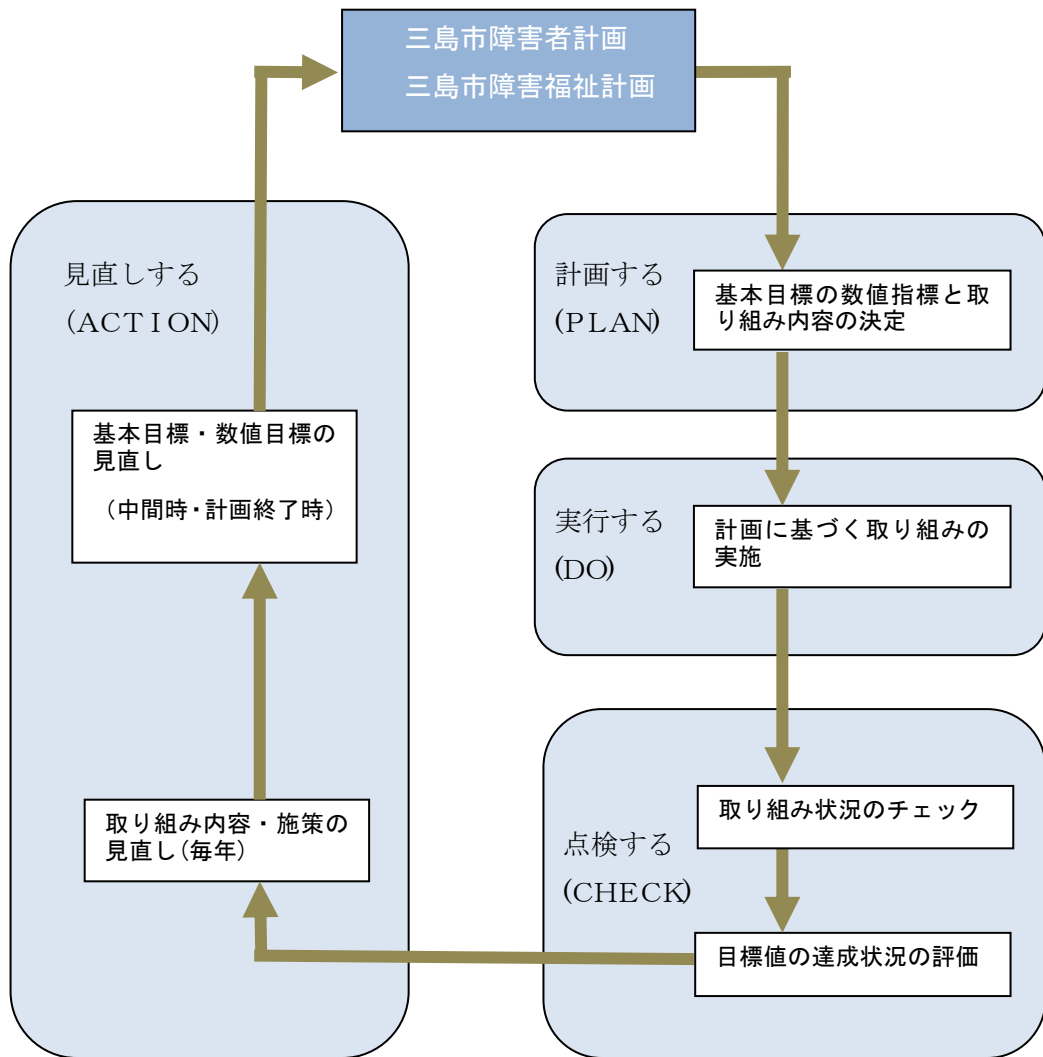 三島市障害者計画
三島市障害福祉計画
計画する
(PLAN)
基本目標の数値指標と取
り組み内容の決定
実行する
(DO)
計画に基づく取り組みの
実施
点検する
(CHECK)
取り組み状況のチェック
目標値の達成状況の評価
見直しする
(ACTION)
取り組み内容・施策の
見直し(毎年)
基本目標・数値目標の
見直し
（中間時・計画終了時）